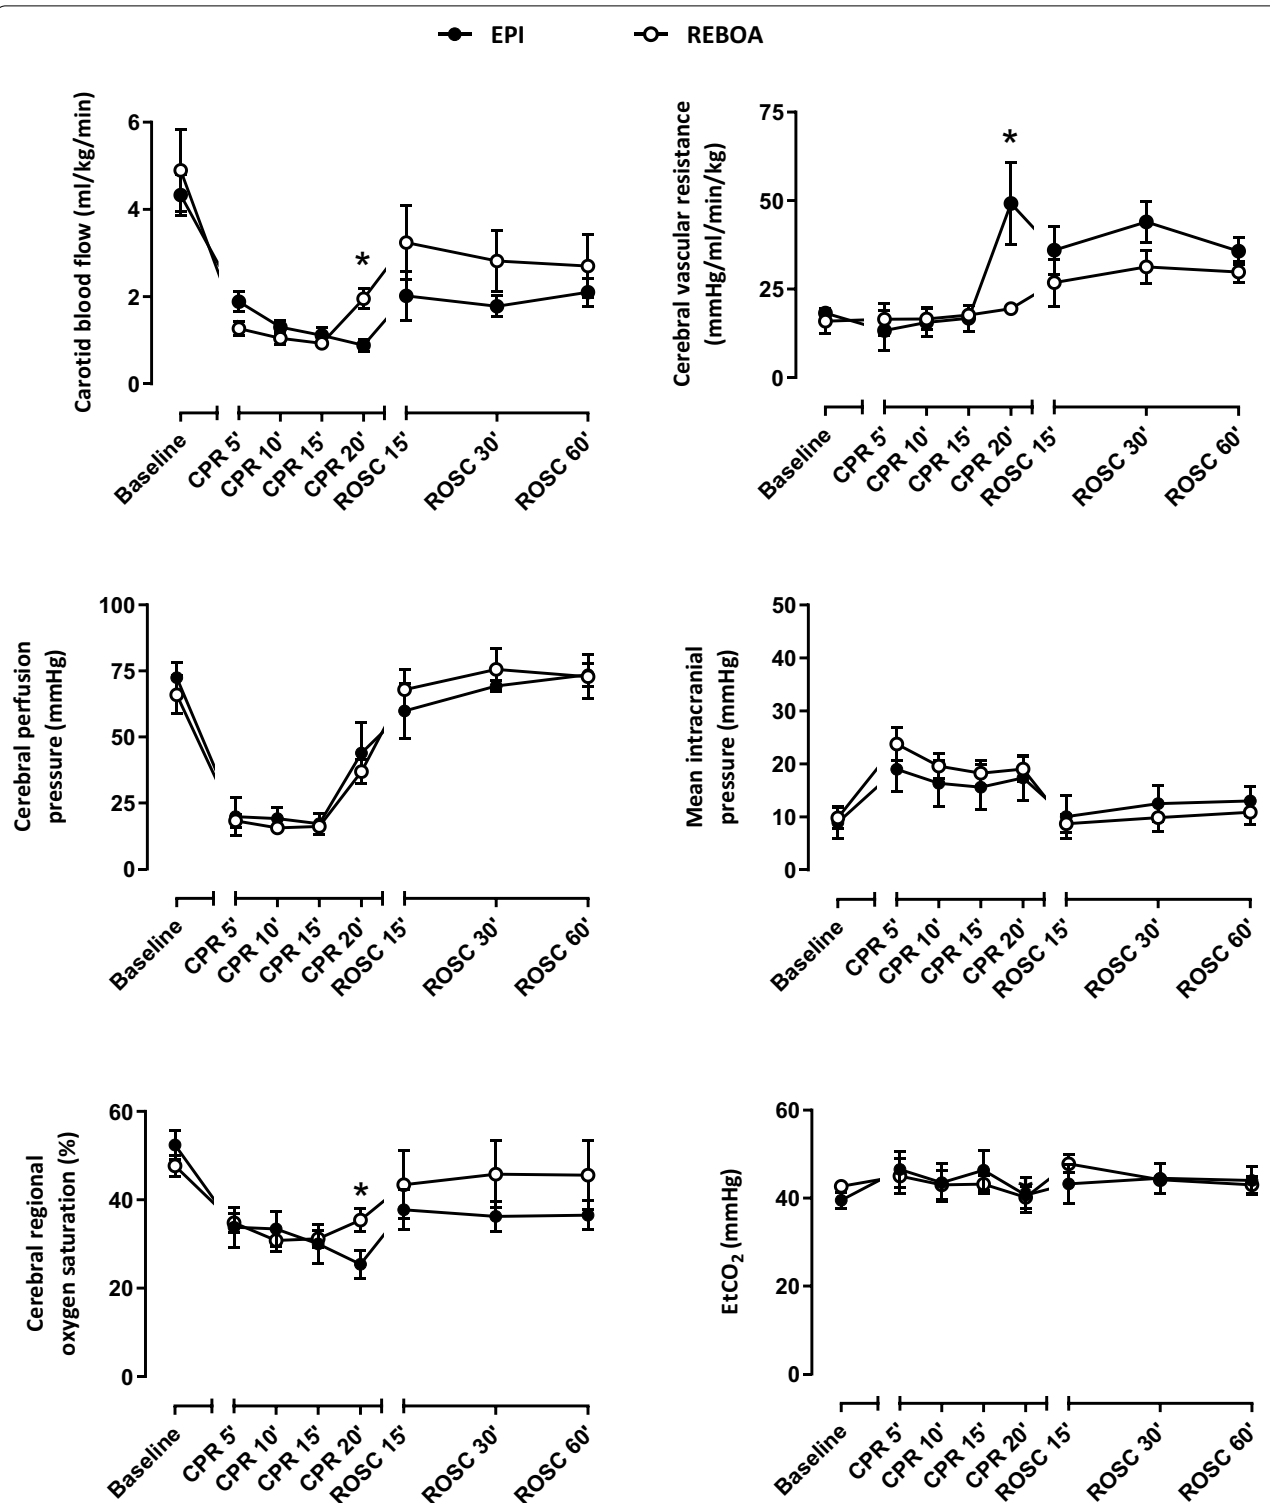 EPI REBOA
Carotid blood flow (ml/kg/min)
6
4
2
0
*
Baseline
CPR 5'
CPR 10'
CPR 15'
CPR 20'
ROSC 15'
ROSC 30'
ROSC 60'
Cerebral vascular resistance
(mmHg/ml/min/kg)
75
50
25
0
*
Baseline
CPR 5'
CPR 10'
CPR 15'
CPR 20'
ROSC 15'
ROSC 30'
ROSC 60'
Cerebral perfusion
pressure (mmHg)
100
75
50
25
0
Baseline
CPR 5'
CPR 10'
CPR 15'
CPR 20'
ROSC 15'
ROSC 30'
ROSC 60'
Mean intracranial
pressure (mmHg)
50
40
30
20
10
0
Baseline
CPR 5'
CPR 10'
CPR 15'
CPR 20'
ROSC 15'
ROSC 30'
ROSC 60'
Cerebral regional
oxygen saturation (%)
60
40
20
0
*
Baseline
CPR 5'
CPR 10'
CPR 15'
CPR 20'
ROSC 15'
ROSC 30'
ROSC 60'
EtCO2 (mmHg)
60
40
20
0
Baseline
CPR 5'
CPR 10'
CPR 15'
CPR 20'
ROSC 15'
ROSC 30'
ROSC 60'